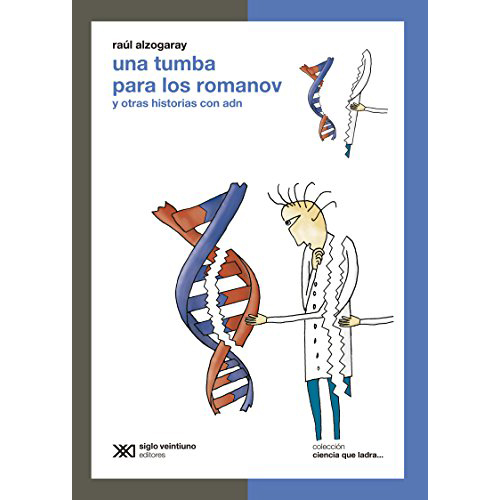 raúl alzogaray
una tumba
para los romanov
y otras historias con adn
siglo veintiuno
editores
colección
ciencia que ladra...